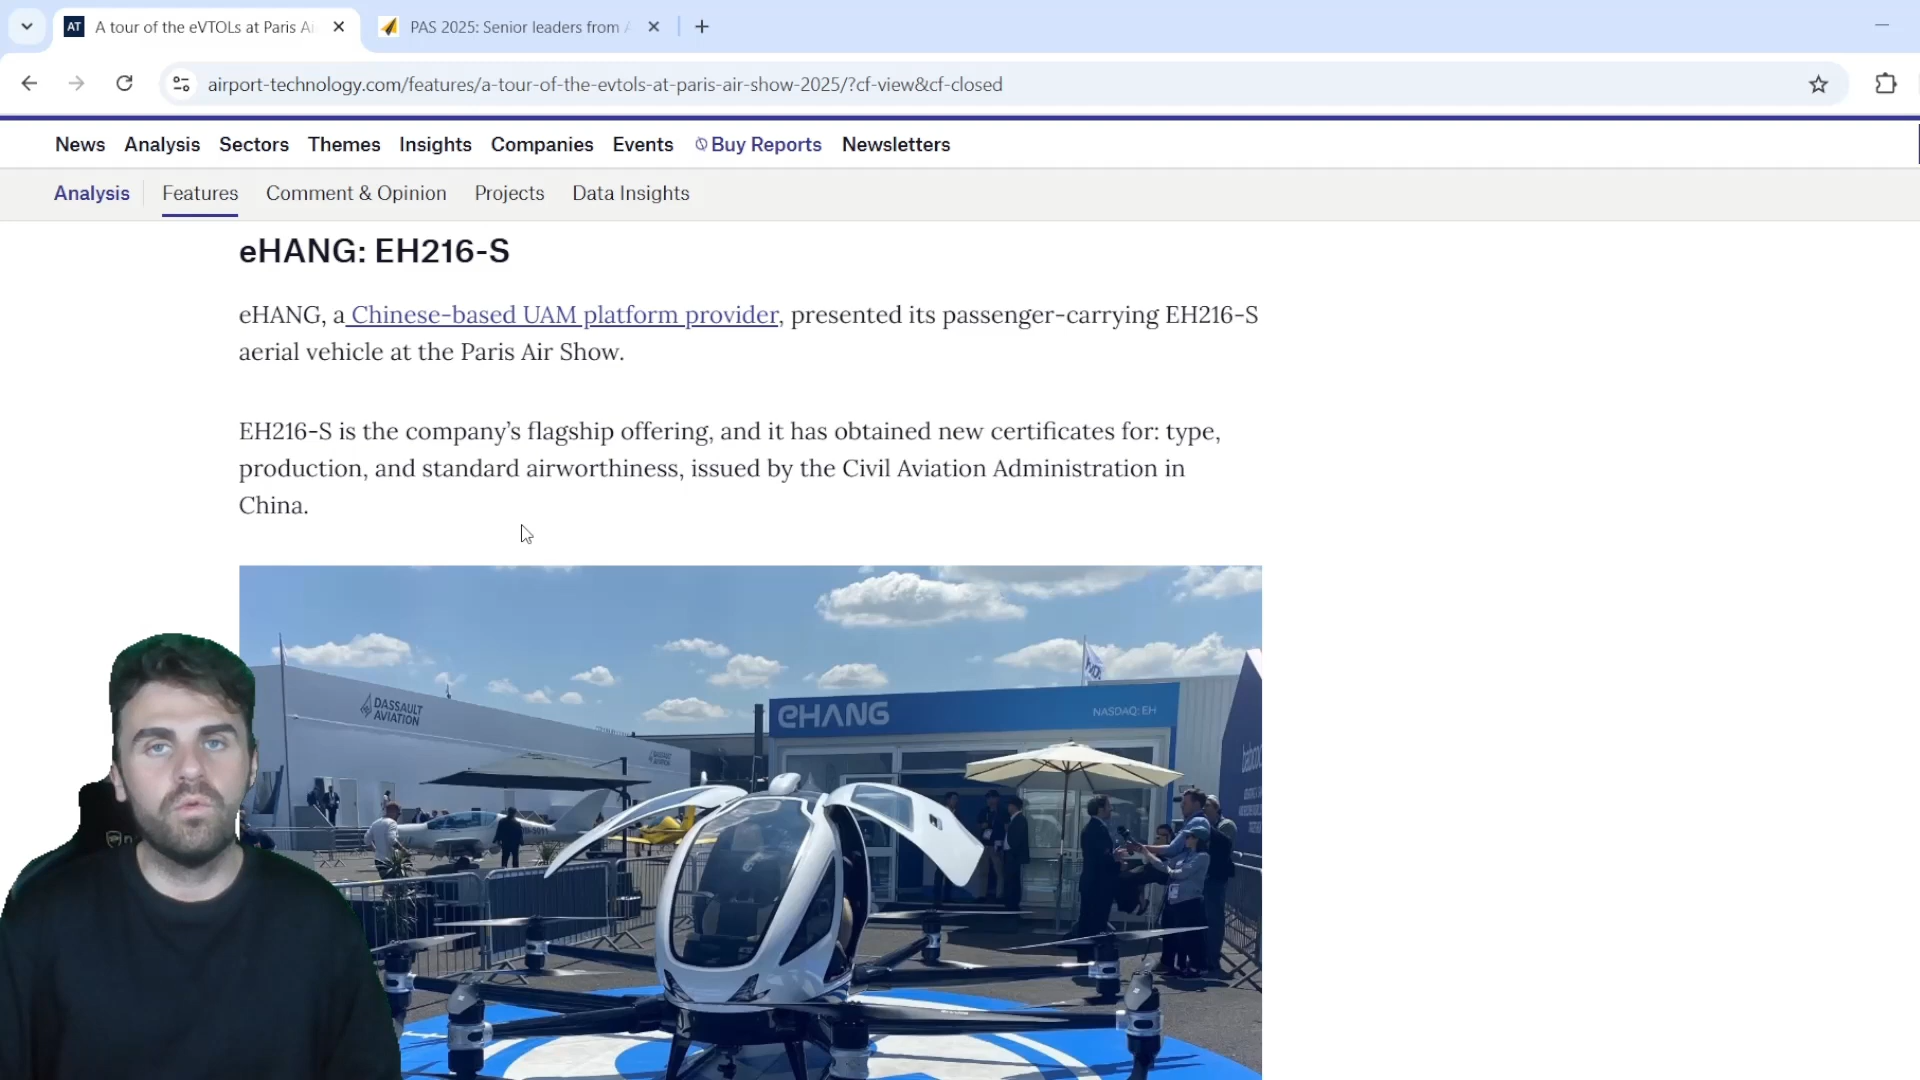 AT A tour of the eVTOLs at Paris Ai
PAS 2025: Senior leaders from A
airport-technology.com/features/a-tour-of-the-evtols-at-paris-air-show-2025/?cf-view&cf-closed
News Analysis Sectors Themes Insights Companies Events Buy Reports Newsletters
Analysis Features Comment & Opinion Projects Data Insights
eHANG: EH216-S
eHANG, a Chinese-based UAM platform provider, presented its passenger-carrying EH216-S
aerial vehicle at the Paris Air Show.
EH216-S is the company’s flagship offering, and it has obtained new certificates for: type,
production, and standard airworthiness, issued by the Civil Aviation Administration in
China.
DASSAULT
AVIATION
eHANG
NASDAQ: EH